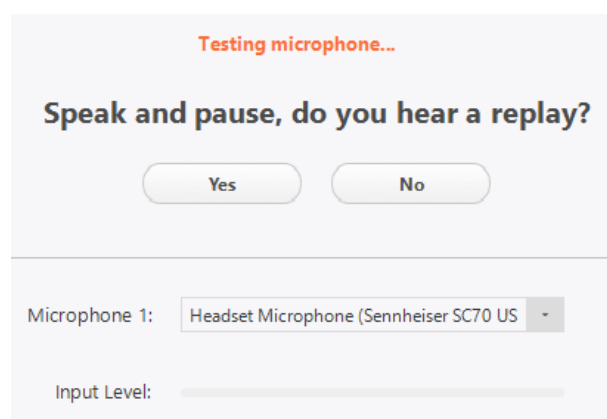 Testing microphone...
Speak and pause, do you hear a replay?
Yes No
Microphone 1: Headset Microphone (Sennheiser SC70 US
Input Level: